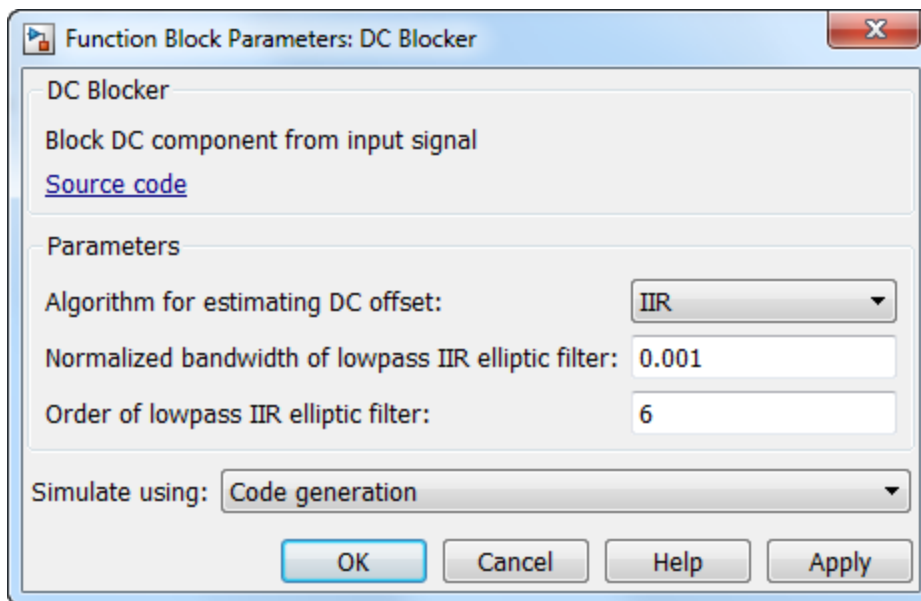 Function Block Parameters: DC Blocker
DC Blocker
Block DC component from input signal
Source code
Parameters
Algorithm for estimating DC offset: IIR
Normalized bandwidth of lowpass IIR elliptic filter: 0.001
Order of lowpass IIR elliptic filter: 6
Simulate using: Code generation
OK Cancel Help Apply